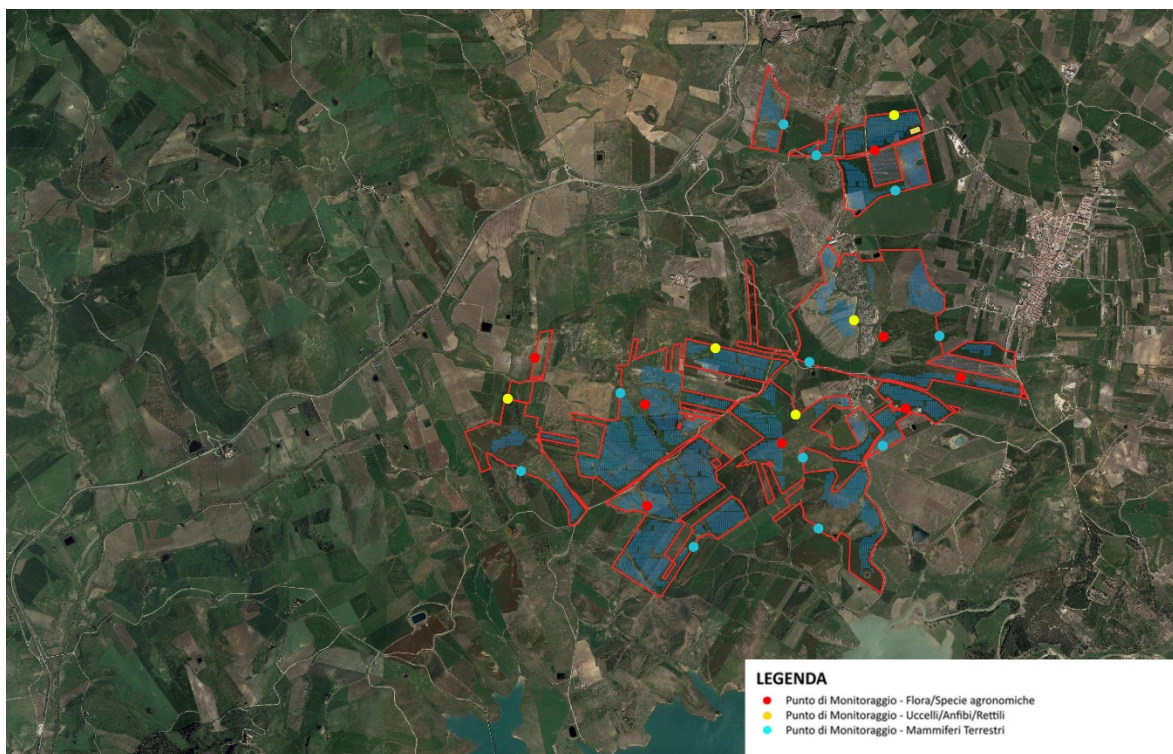 LEGENDA
Punto di Monitoraggio - Flora/Specie agronomiche
Punto di Monitoraggio - Uccelli/Anfibi/Rettili
Punto di Monitoraggio - Mammiferi Terrestri